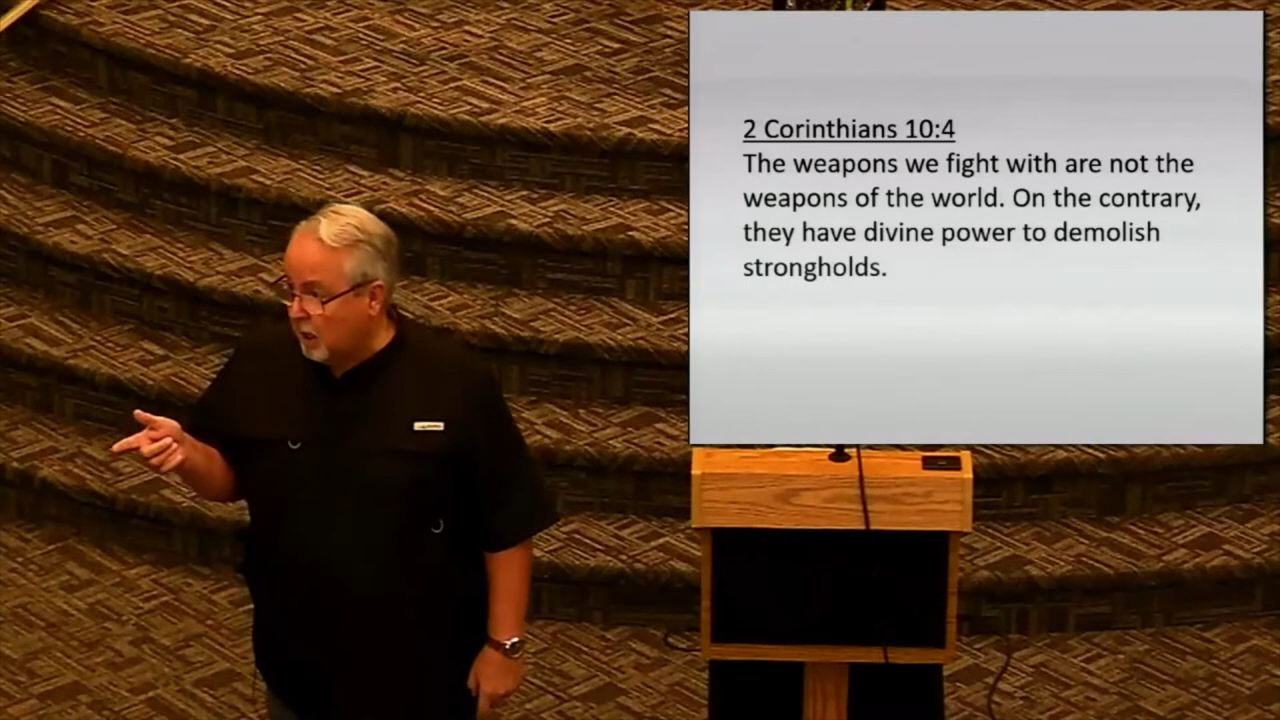 2 Corinthians 10:4
The weapons we fight with are not the
weapons of the world. On the contrary,
they have divine power to demolish
strongholds.